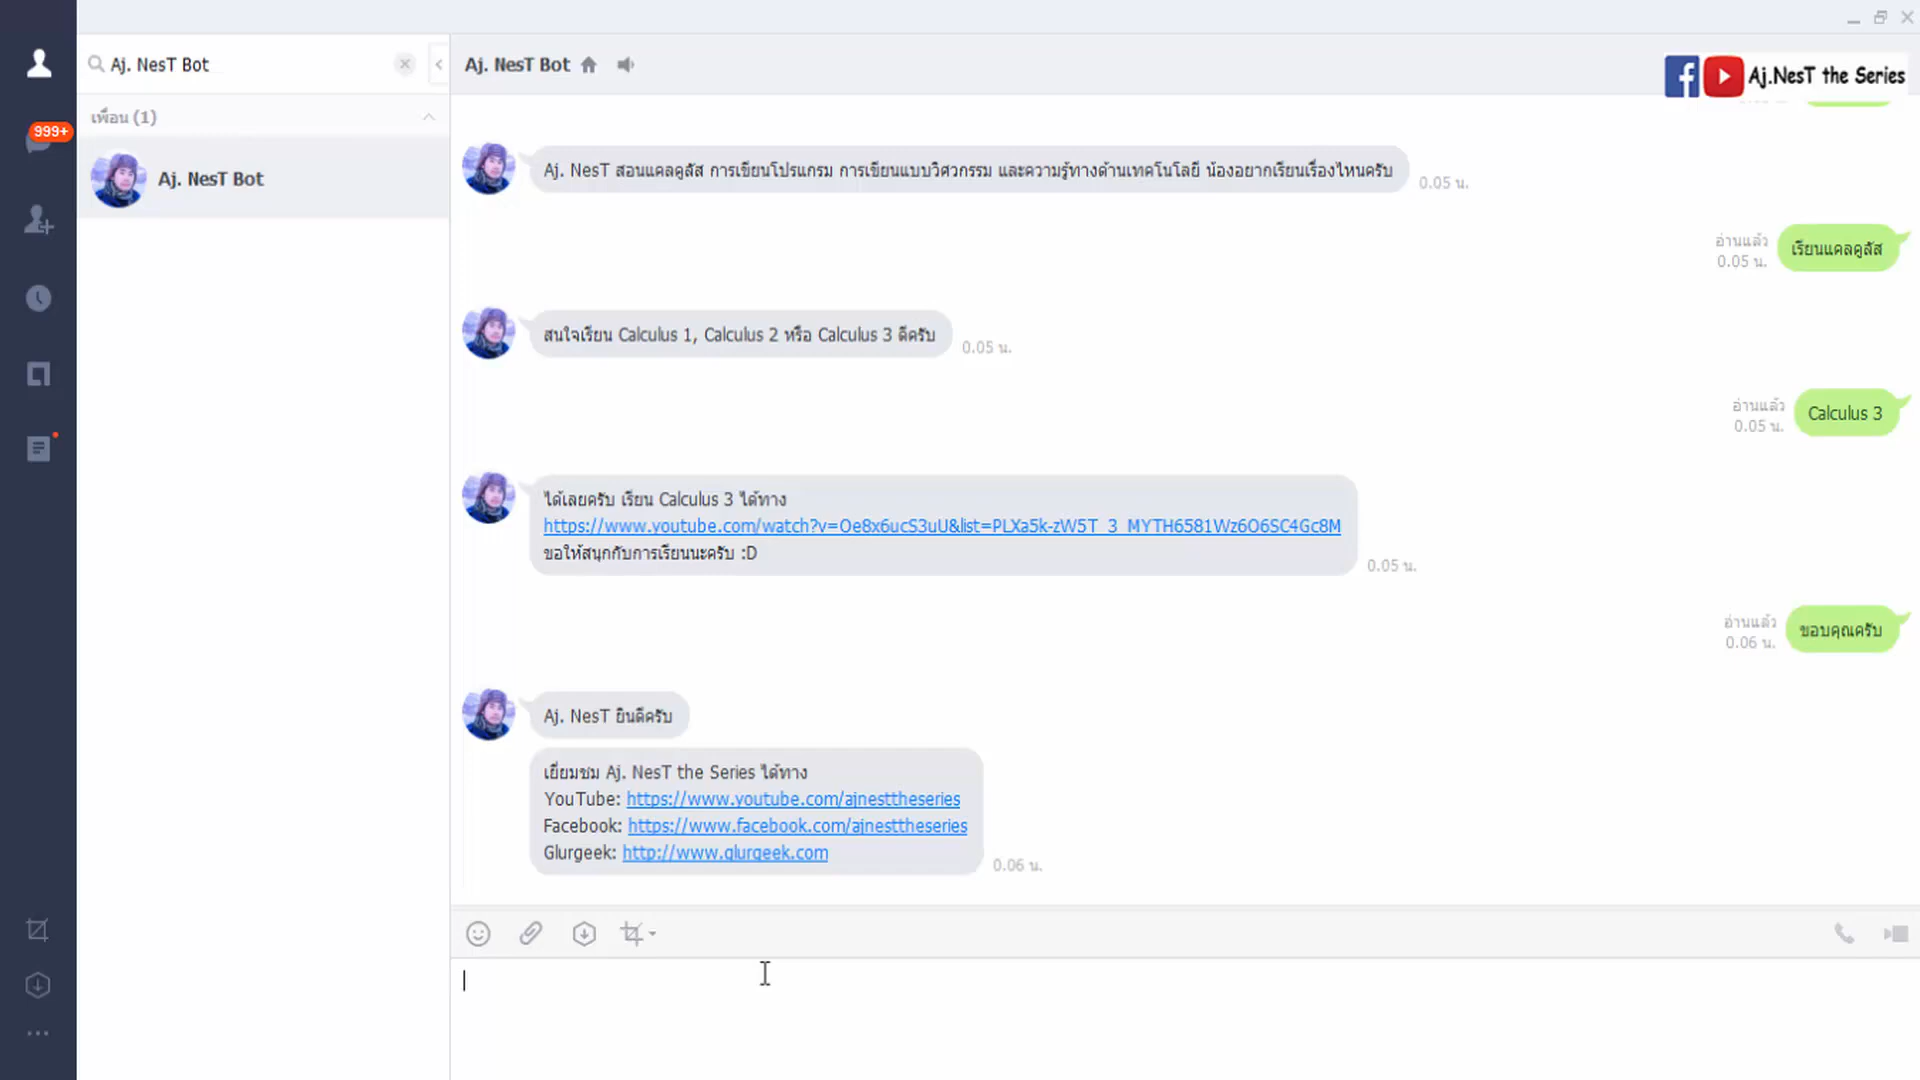 Aj. NesT Bot
เพื่อน (1)
999+
Aj. NesT Bot
Aj. NesT Bot
Aj.NesT the Series
Aj. NesT สอนแคลคูลัส การเขียนโปรแกรม การเขียนแบบวิศวกรรม และความรู้ทางด้านเทคโนโลยี น้องอยากเรียนเรื่องไหนครับ
0.05 น.
อ่านแล้ว
0.05 น.
เรียนแคลคูลัส
สนใจเรียน Calculus 1, Calculus 2 หรือ Calculus 3 ดีครับ
0.05 น.
อ่านแล้ว
0.05 น.
Calculus 3
ได้เลยครับ เรียน Calculus 3 ได้ทาง
https://www.youtube.com/watch?v=Oe8x6ucS3uU&list=PLXa5k-zW5T_3_MYTH6581Wz6O6SC4Gc8M
ขอให้สนุกกับการเรียนนะครับ :D
0.05 น.
อ่านแล้ว
0.06 น.
ขอบคุณครับ
Aj. NesT ยินดีครับ
เยี่ยมชม Aj. NesT the Series ได้ทาง
YouTube: https://www.youtube.com/ajnesttheseries
Facebook: https://www.facebook.com/ajnesttheseries
Glurgeek: http://www.glurgeek.com
0.06 น.